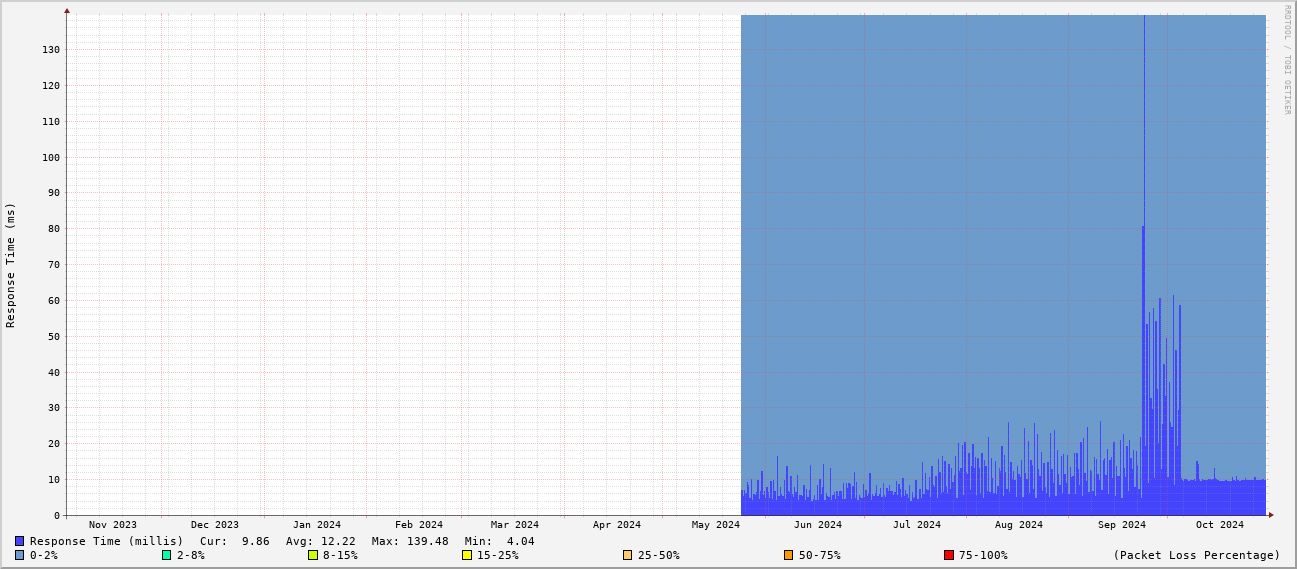 RRDTOOL / TOBI OETIKER
Response Time (ms)
130
120
110
100
90
80
70
60
50
40
30
20
10
0
Nov 2023 Dec 2023 Jan 2024 Feb 2024 Mar 2024 Apr 2024 May 2024 Jun 2024 Jul 2024 Aug 2024 Sep 2024 Oct 2024
Response Time (millis) Cur: 9.86 Avg: 12.22 Max: 139.48 Min: 4.04
0-2% 2-8% 8-15% 15-25% 25-50% 50-75% 75-100% (Packet Loss Percentage)